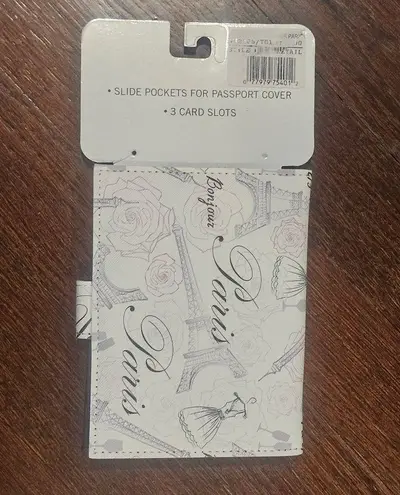 • SLIDE POCKETS FOR PASSPORT COVER
• 3 CARD SLOTS
Bonjour
Paris
Paris